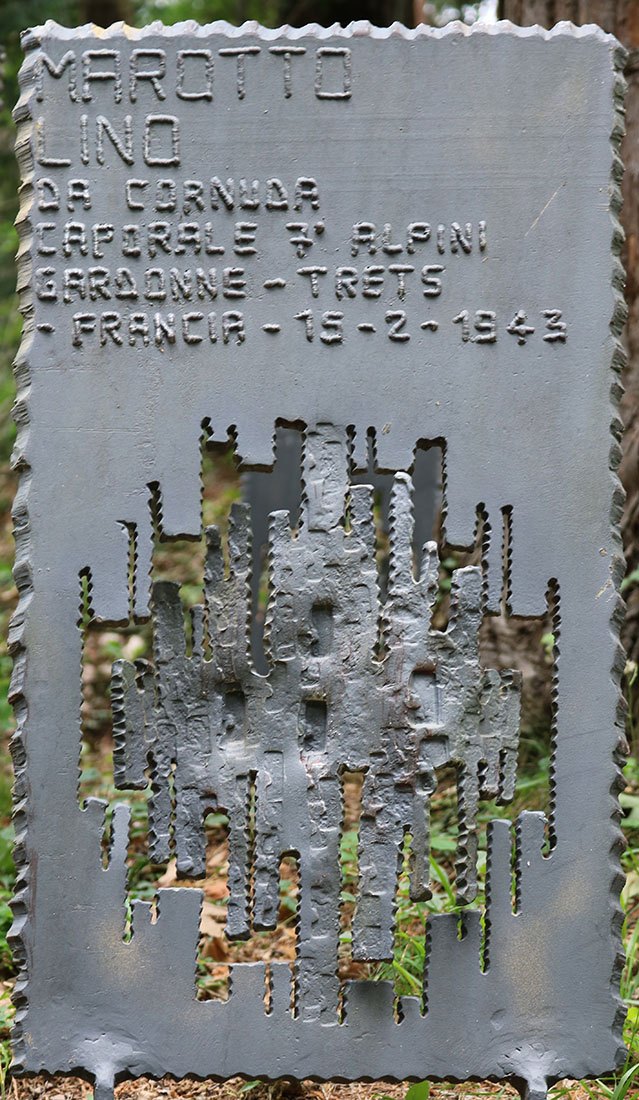 MAROTTO
LINO
DA CORNUDA
CAPORALE 7° ALPINI
GARDONNE - TRETS
- FRANCIA - 15 - 2 - 1943